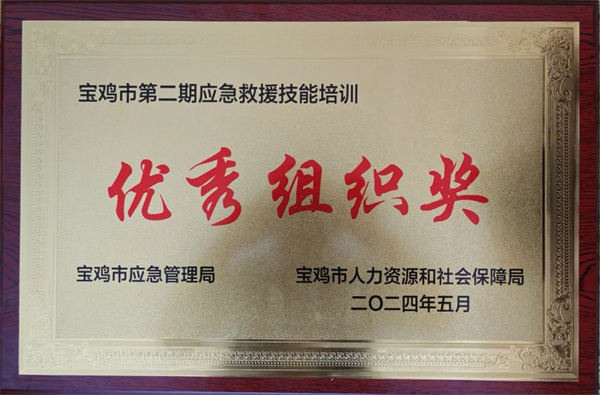 宝鸡市第二期应急救援技能培训
优秀组织奖
宝鸡市应急管理局
宝鸡市人力资源和社会保障局
二〇二四年五月